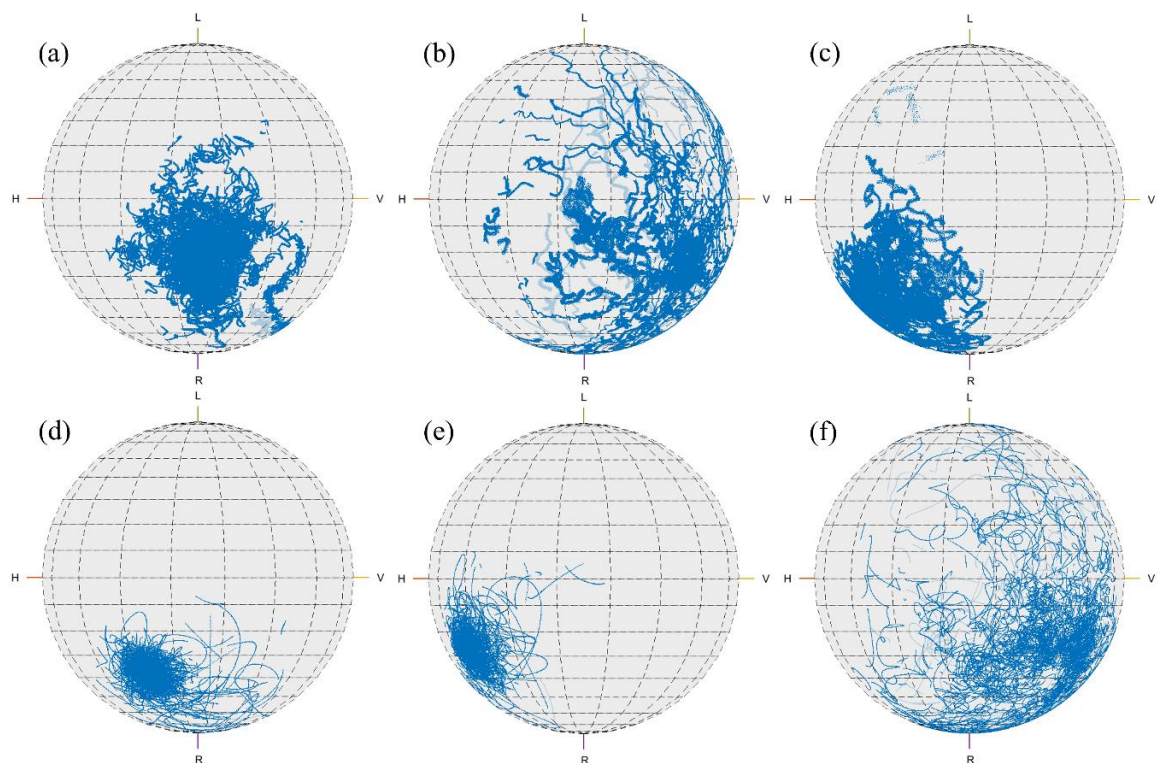 L L L
(a) (b) (c)
H V H V H V
R R R
L L L
(d) (e) (f)
H V H V H V
R R R